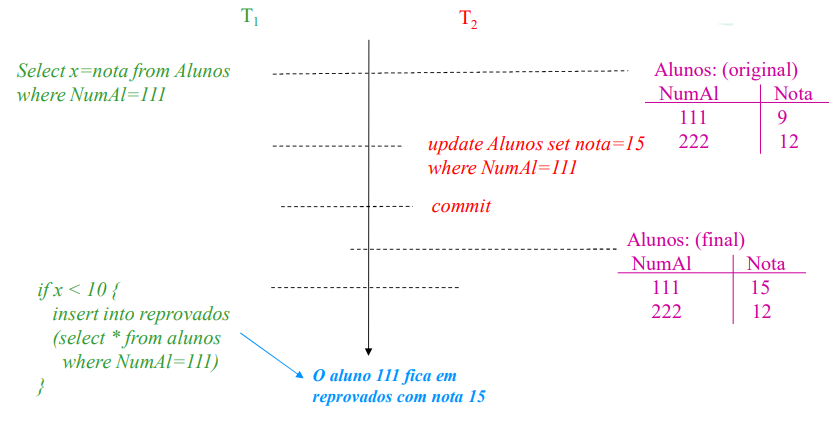 T1
T2
Select x=nota from Alunos
where NumAl=111
Alunos: (original)
NumAl Nota
111 9
222 12
update Alunos set nota=15
where NumAl=111
commit
Alunos: (final)
NumAl Nota
111 15
222 12
if x < 10 {
insert into reprovados
(select * from alunos
where NumAl=111)
}
O aluno 111 fica em
reprovados com nota 15